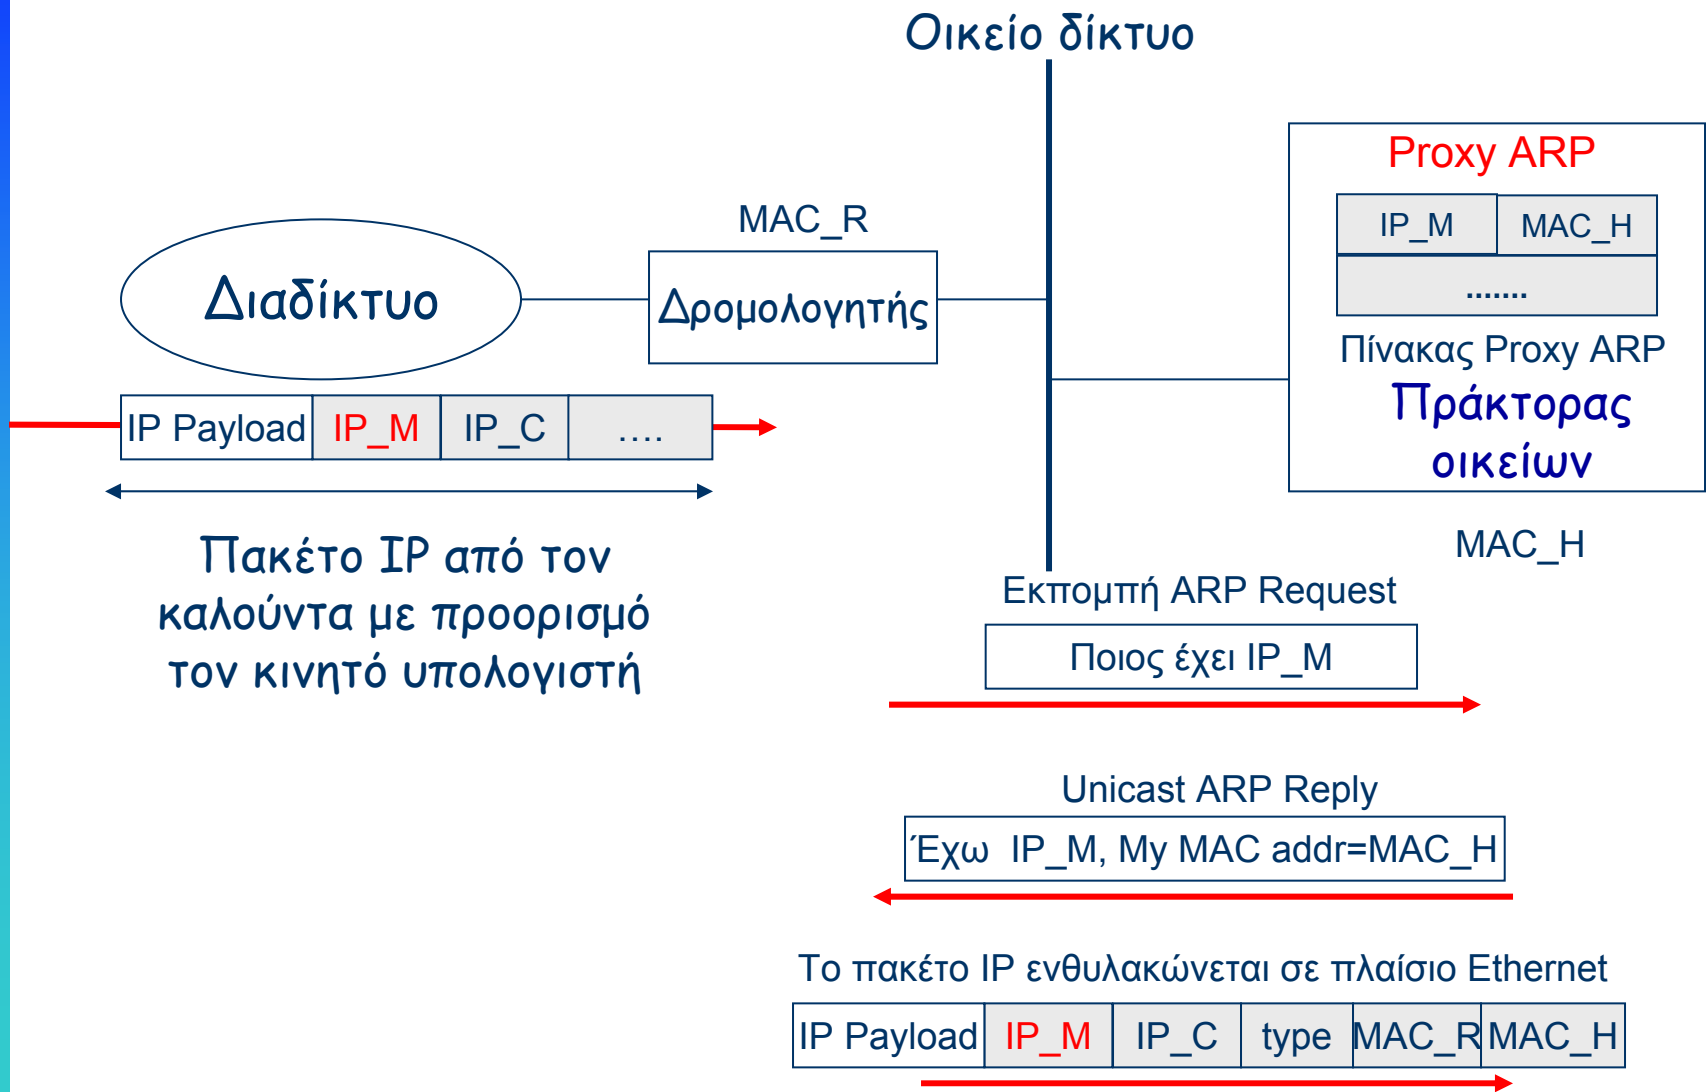 Οικείο δίκτυο
Proxy ARP
IP_M MAC_H
.......
Πίνακας Proxy ARP
Πράκτορας
οικείων
MAC_H
MAC_R
Διαδίκτυο
Δρομολογητής
IP Payload IP_M IP_C ....
Πακέτο IP από τον
καλούντα με προορισμό
τον κινητό υπολογιστή
Εκπομπή ARP Request
Ποιος έχει IP_M
Unicast ARP Reply
Έχω IP_M, My MAC addr=MAC_H
Το πακέτο IP ενθυλακώνεται σε πλαίσιο Ethernet
IP Payload IP_M IP_C type MAC_R MAC_H